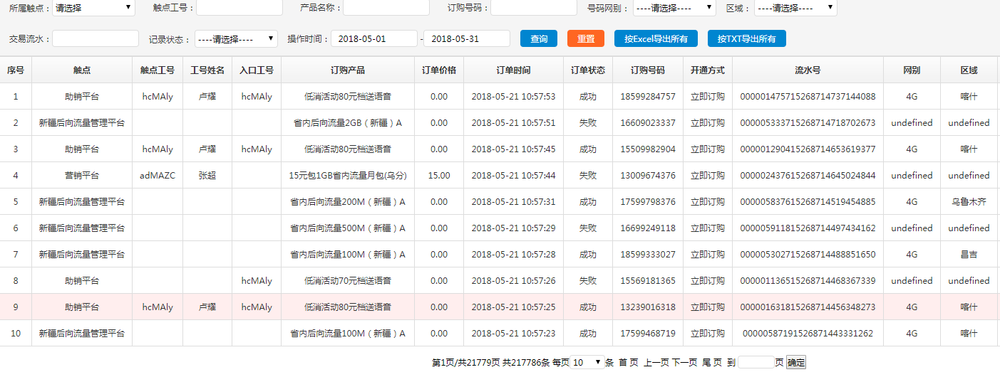 所属触点： 请选择 触点工号： 产品名称： 订购号码： 号码网别： ----请选择---- 区域： ----请选择----
交易流水： 记录状态： ----请选择---- 操作时间： 2018-05-01 - 2018-05-31 查询 重置 按Excel导出所有 按TXT导出所有
序号 触点 触点工号 工号姓名 入口工号 订购产品 订单价格 订单时间 订单状态 订购号码 开通方式 流水号 网别 区域
1 助销平台 hcMAly 卢耀 hcMAly 低消活动80元档送语音 0.00 2018-05-21 10:57:53 成功 18599284757 立即订购 000001475715268714737144088 4G 喀什
2 新疆后向流量管理平台 省内后向流量2GB（新疆）A 0.00 2018-05-21 10:57:51 失败 16609023337 立即订购 000005333715268714718702673 undefined undefined
3 助销平台 hcMAly 卢耀 hcMAly 低消活动80元档送语音 0.00 2018-05-21 10:57:45 成功 15509982904 立即订购 000001290415268714653619377 4G 喀什
4 营销平台 adMAZC 张超 15元包1GB省内流量月包(乌分) 15.00 2018-05-21 10:57:44 失败 13009674376 立即订购 000002437615268714645024844 undefined undefined
5 新疆后向流量管理平台 省内后向流量200M（新疆）A 0.00 2018-05-21 10:57:31 成功 17599798376 立即订购 000005837615268714519454885 4G 乌鲁木齐
6 新疆后向流量管理平台 省内后向流量500M（新疆）A 0.00 2018-05-21 10:57:29 失败 16699249118 立即订购 000005911815268714497434162 undefined undefined
7 新疆后向流量管理平台 省内后向流量100M（新疆）A 0.00 2018-05-21 10:57:28 成功 18599333027 立即订购 000005302715268714488851650 4G 昌吉
8 助销平台 hcMAly 低消活动70元档送语音 0.00 2018-05-21 10:57:26 失败 15569181365 立即订购 000001136515268714468367339 undefined undefined
9 助销平台 hcMAly 卢耀 hcMAly 低消活动80元档送语音 0.00 2018-05-21 10:57:25 成功 13239016318 立即订购 000001631815268714456348273 4G 喀什
10 新疆后向流量管理平台 省内后向流量100M（新疆）A 0.00 2018-05-21 10:57:23 成功 17599468719 立即订购 00000587191526871443331262 4G 喀什
第1页/共21779页 共217786条 每页 10 条 首 页 上一页 下一页 尾 页 到 页 确定